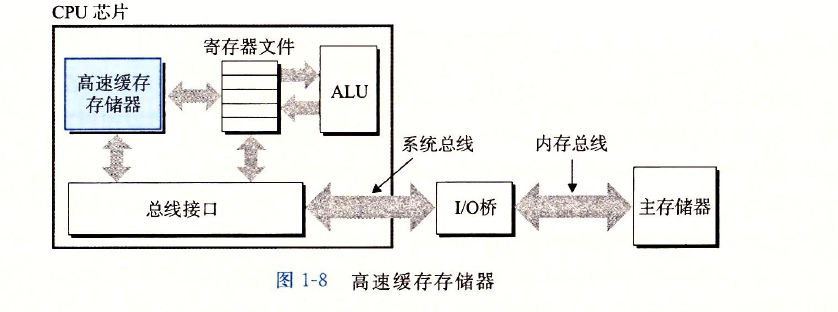 CPU 芯片
寄存器文件
高速缓存
存储器
ALU
系统总线
内存总线
总线接口
I/O桥
主存储器
图 1-8 高速缓存存储器